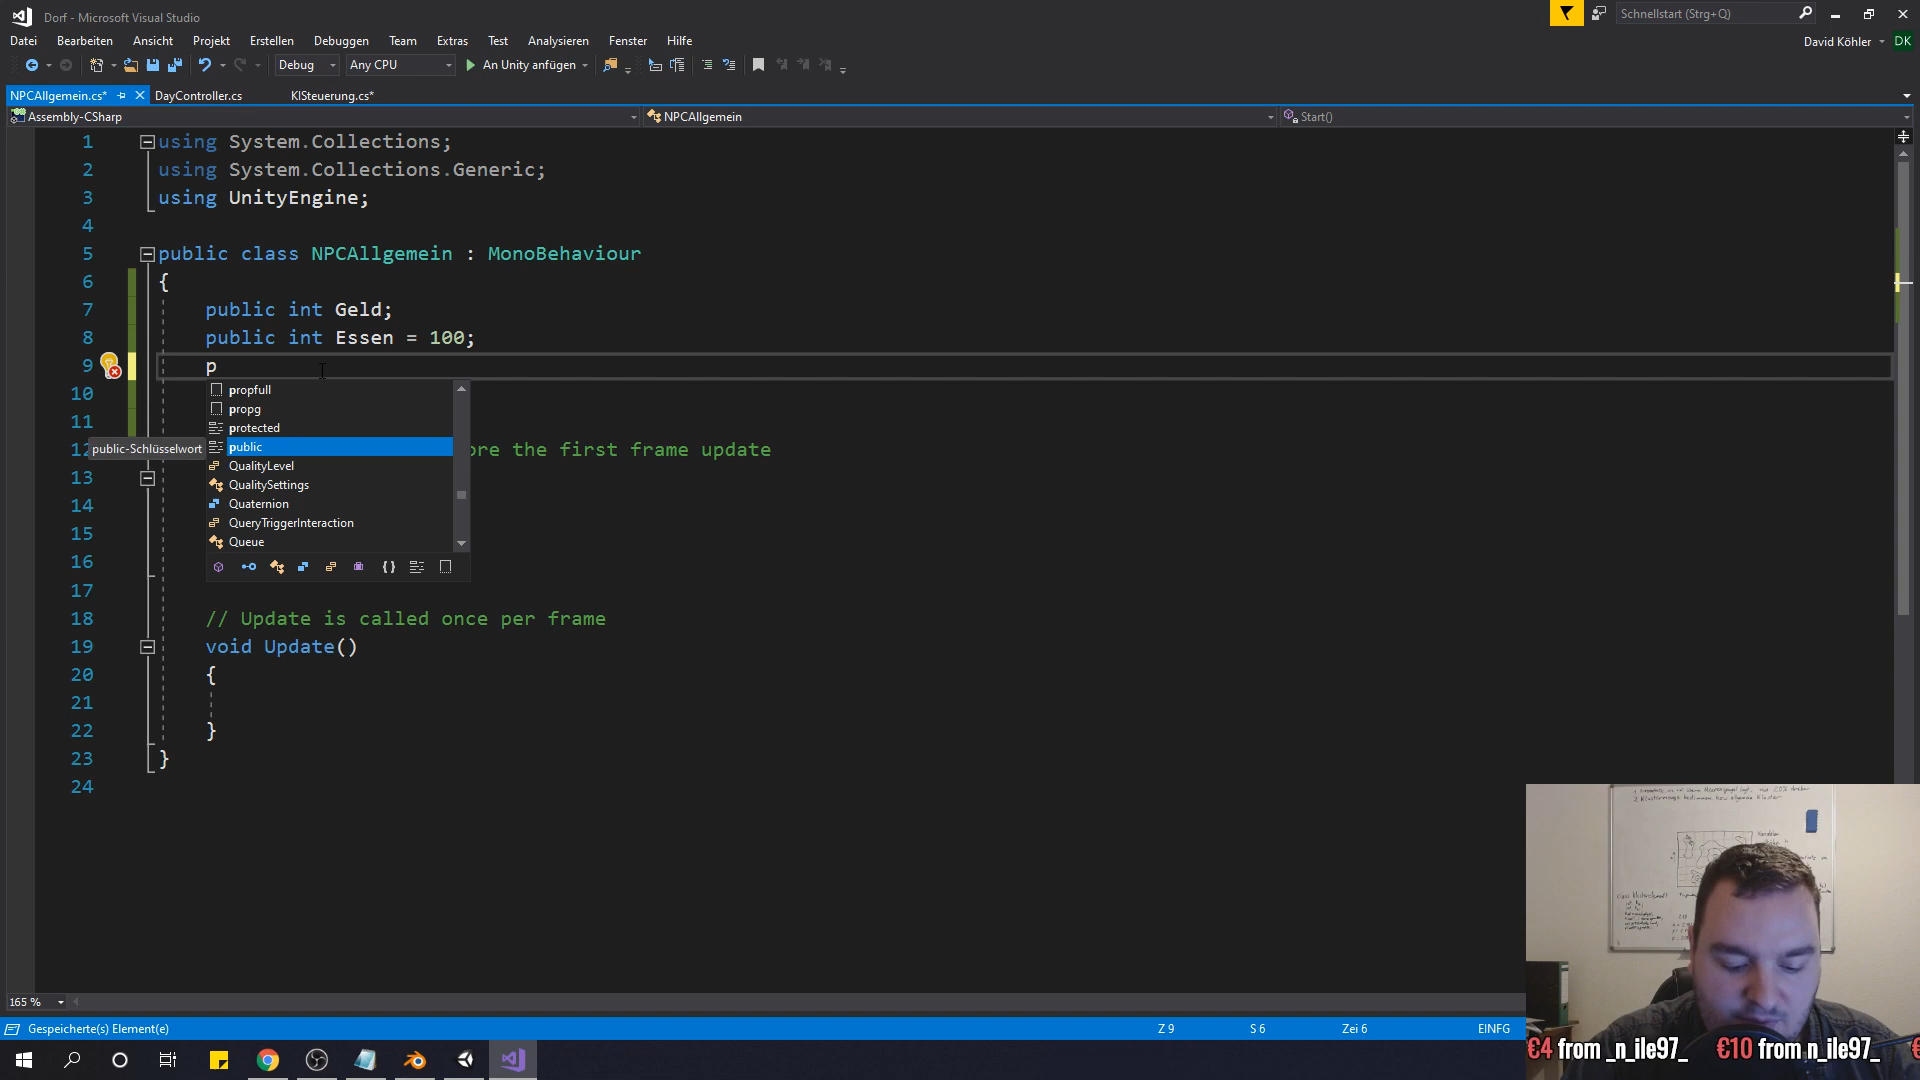 Dorf - Microsoft Visual Studio
Schnellstart (Strg+Q)
Datei Bearbeiten Ansicht Projekt Erstellen Debuggen Team Extras Test Analysieren Fenster Hilfe
David Köhler DK
Debug Any CPU An Unity anfügen
NPCAllgemein.cs* DayController.cs KISteuerung.cs*
Assembly-CSharp NPCAllgemein Start()
1 using System.Collections;
2 using System.Collections.Generic;
3 using UnityEngine;
4
5 public class NPCAllgemein : MonoBehaviour
6 {
7 public int Geld;
8 public int Essen = 100;
9 p
propfull
10
propg
11
protected
12 ore the first frame update
public-Schlüsselwort public
QualityLevel
13
QualitySettings
14 Quaternion
15 QueryTriggerInteraction
Queue
16
17
18 // Update is called once per frame
19 void Update()
20 {
21
22 }
23 }
24
165 %
Gespeicherte(s) Element(e) Z 9 S 6 Zei 6 EINFG
€4 from _n_ile97_ €10 from n_ile97_ €